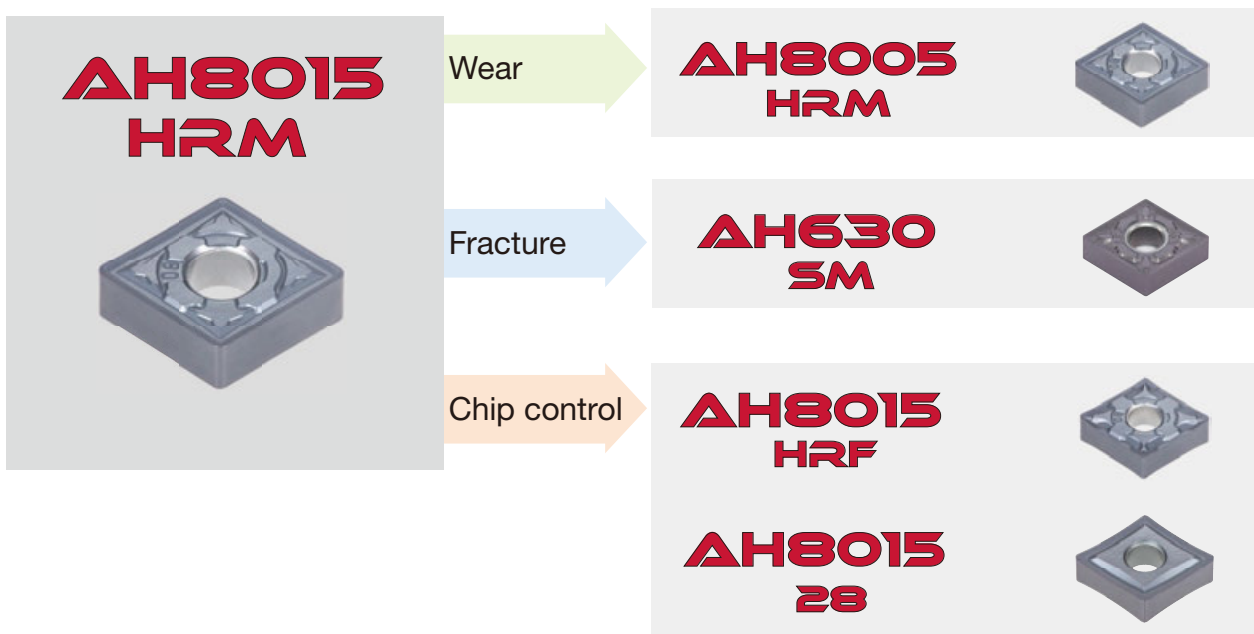 AH8015
HRM
Wear
AH8005
HRM
Fracture
AH630
SM
Chip control
AH8015
HRF
AH8015
28